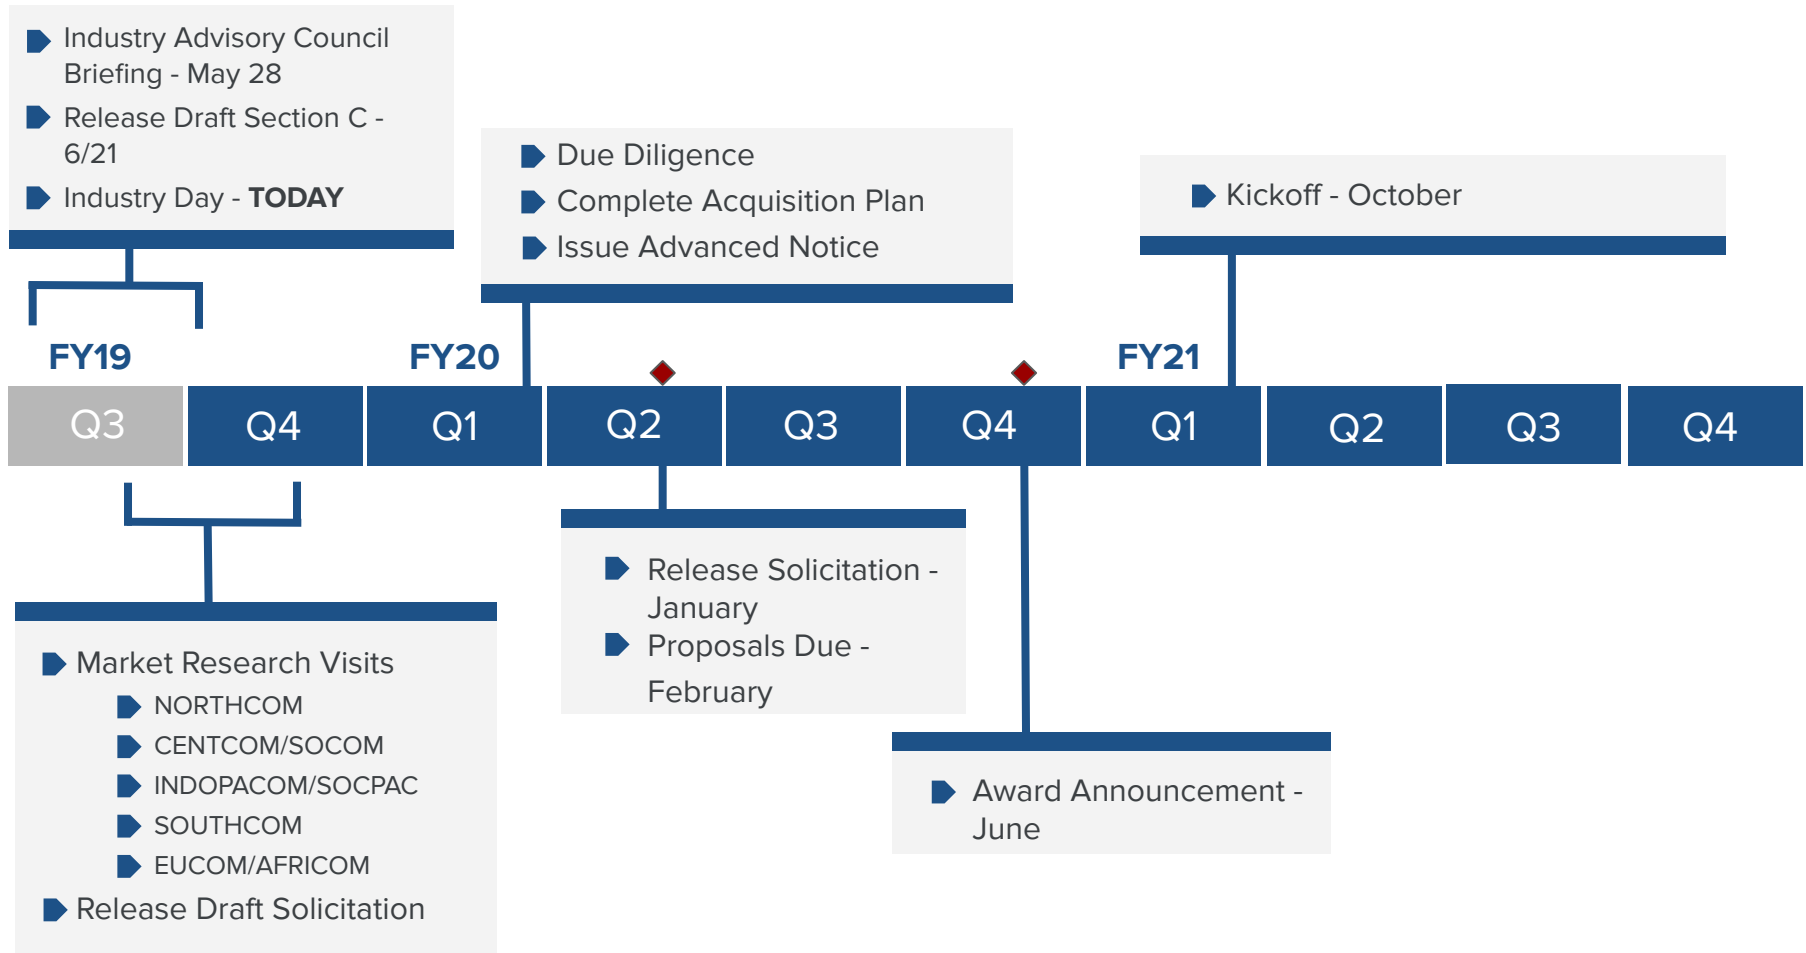 Industry Advisory Council
Briefing - May 28
Release Draft Section C -
6/21
Industry Day - TODAY
Due Diligence
Complete Acquisition Plan
Issue Advanced Notice
Kickoff - October
FY19
FY20
FY21
Q3
Q4
Q1
Q2
Q3
Q4
Q1
Q2
Q3
Q4
Market Research Visits
NORTHCOM
CENTCOM/SOCOM
INDOPACOM/SOCPAC
SOUTHCOM
EUCOM/AFRICOM
Release Draft Solicitation
Release Solicitation -
January
Proposals Due -
February
Award Announcement -
June